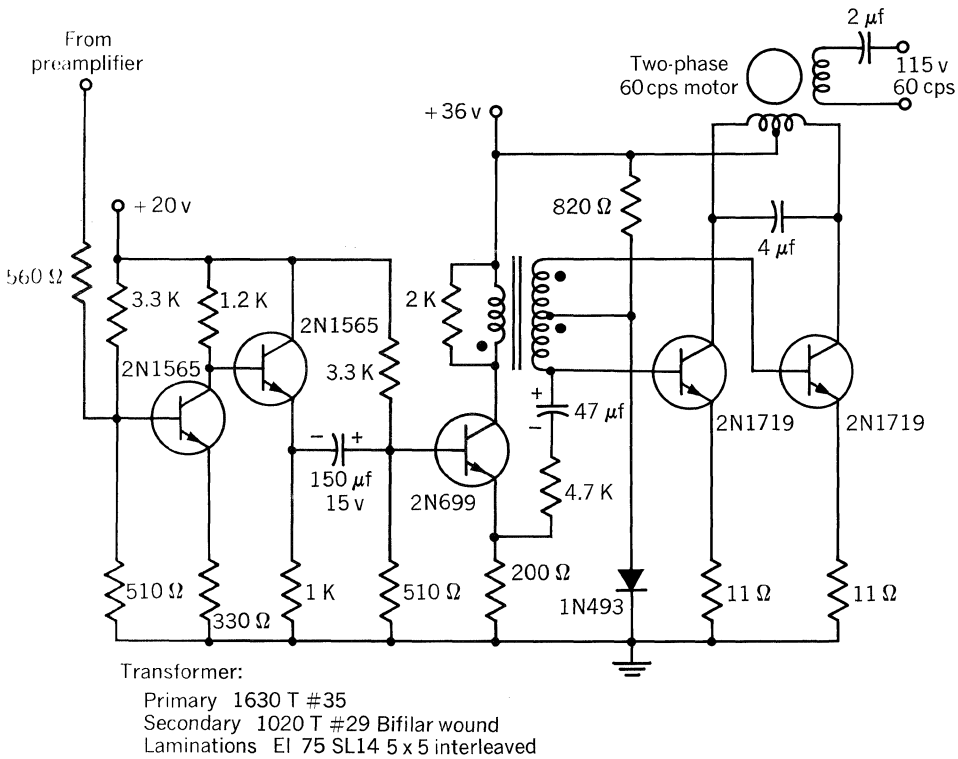 From
preamplifier
2 μf
115 v
60 cps
Two-phase
60 cps motor
+ 36 v
+ 20 v
820 Ω
4 μf
560 Ω
3.3 K
1.2 K
2 K
2N1565
2N1565
3.3 K
+
47 μf
−
2N1719
2N1719
− +
150 μf
15 v
2N699
4.7 K
510 Ω
330 Ω
1 K
510 Ω
200 Ω
1N493
11 Ω
11 Ω
Transformer:
Primary 1630 T #35
Secondary 1020 T #29 Bifilar wound
Laminations EI 75 SL14 5 x 5 interleaved